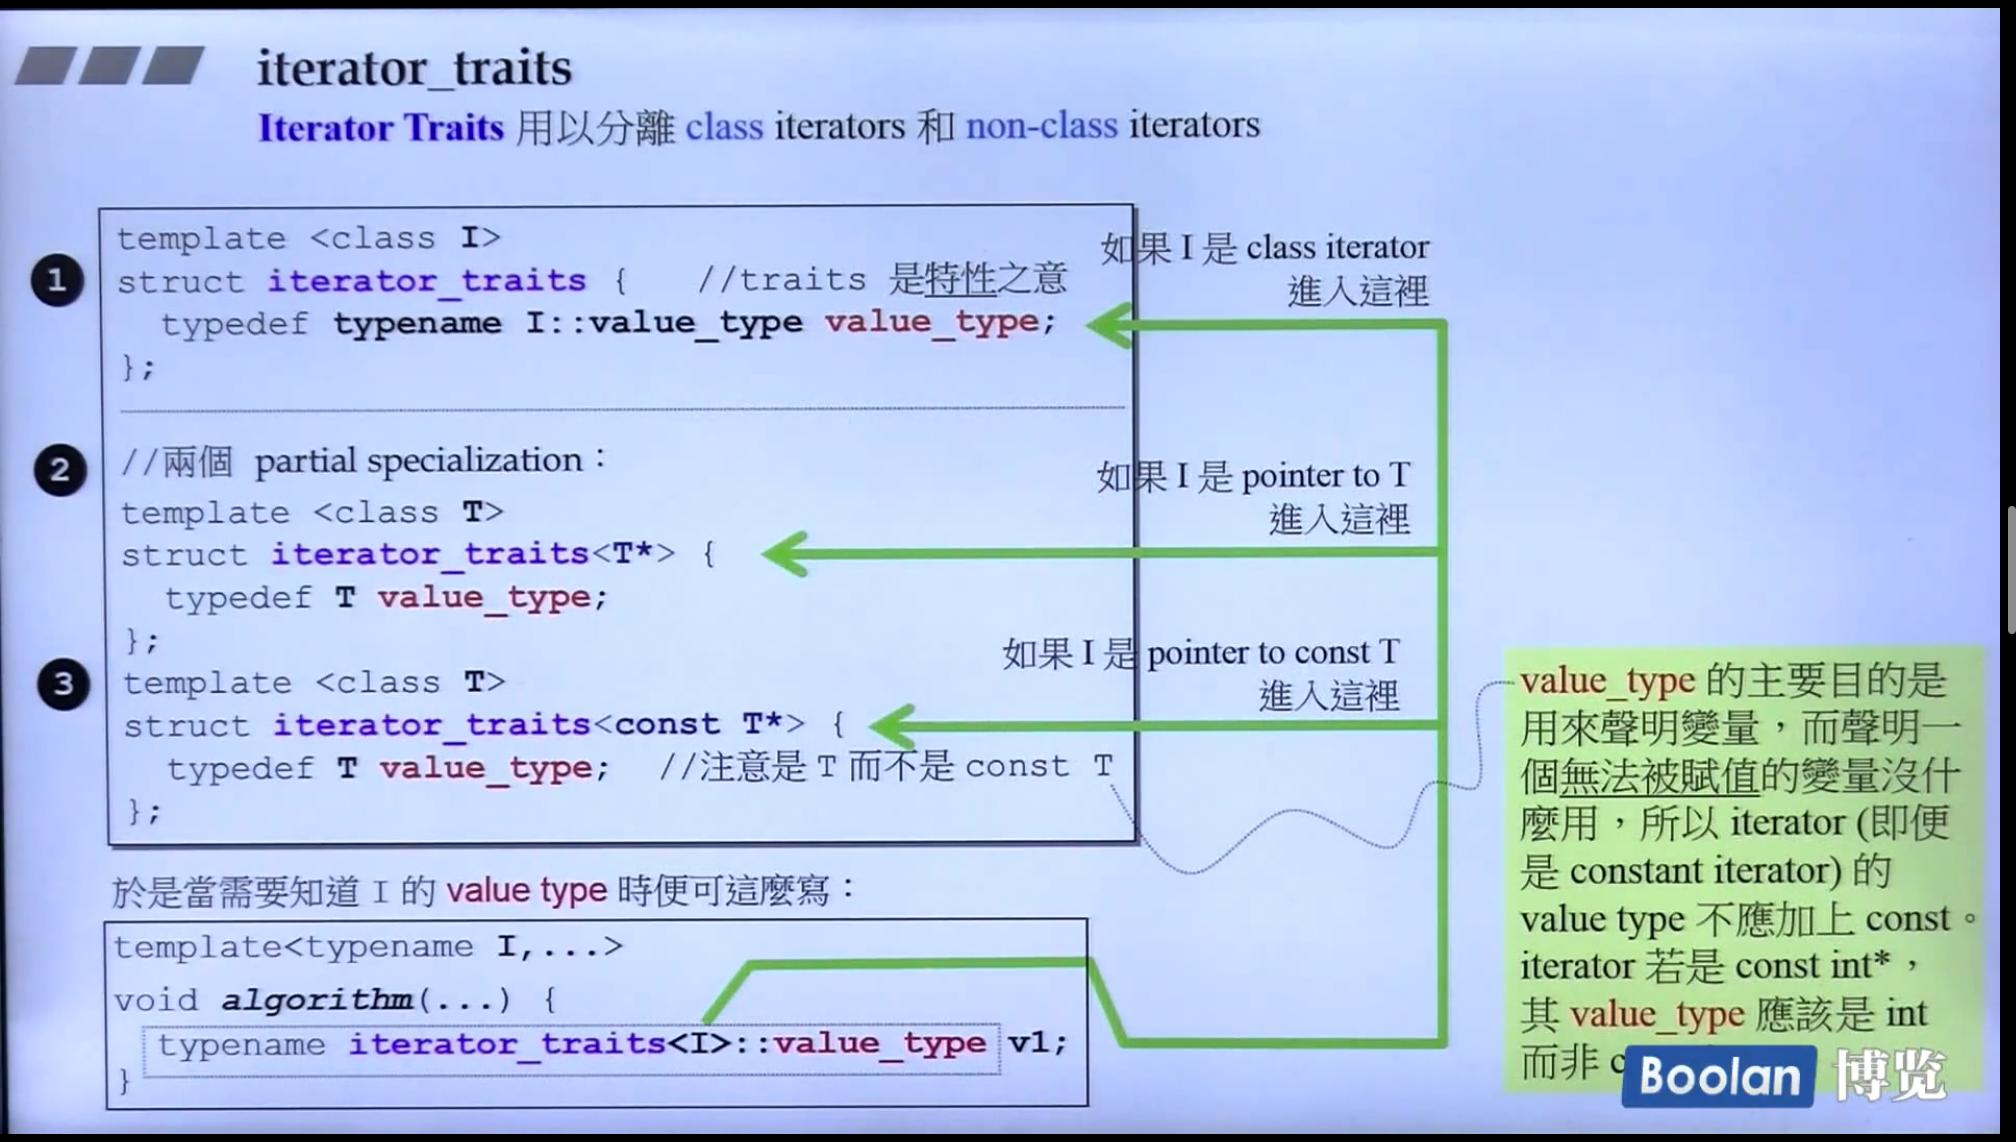 iterator_traits
Iterator Traits 用以分離 class iterators 和 non-class iterators
1
template <class I>
struct iterator_traits {   //traits 是特性之意
typedef typename I::value_type value_type;
};
如果 I 是 class iterator
進入這裡
2
//兩個 partial specialization：
template <class T>
struct iterator_traits<T*> {
typedef T value_type;
};
如果 I 是 pointer to T
進入這裡
3
template <class T>
struct iterator_traits<const T*> {
typedef T value_type;   //注意是 T 而不是 const T
};
如果 I 是 pointer to const T
進入這裡
value_type 的主要目的是
用來聲明變量，而聲明一
個無法被賦值的變量沒什
麼用，所以 iterator (即便
是 constant iterator) 的
value type 不應加上 const。
iterator 若是 const int*，
其 value_type 應該是 int
而非 c
於是當需要知道 I 的 value type 時便可這麼寫：
template<typename I,...>
void algorithm(...) {
typename iterator_traits<I>::value_type v1;
}
Boolan 博览